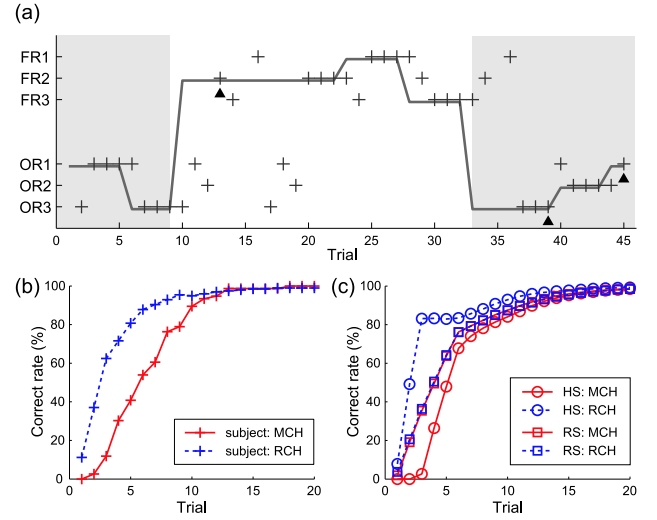 (a)
FR1
FR2
FR3
OR1
OR2
OR3
0 5 10 15 20 25 30 35 40 45
Trial
(b)
Correct rate (%)
100
80
60
40
20
0
subject: MCH
subject: RCH
0 5 10 15 20
Trial
(c)
Correct rate (%)
100
80
60
40
20
0
HS: MCH
HS: RCH
RS: MCH
RS: RCH
0 5 10 15 20
Trial